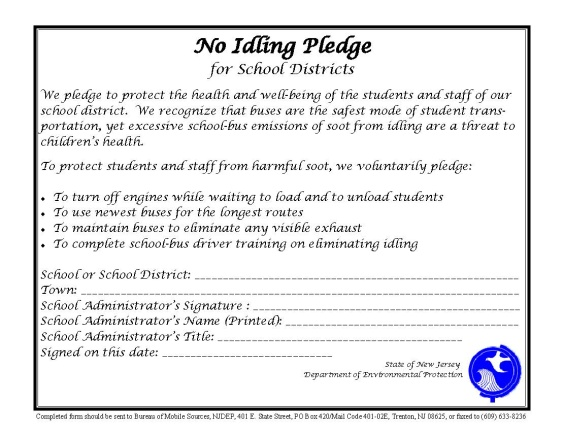 No Idling Pledge
for School Districts
We pledge to protect the health and well-being of the students and staff of our
school district.  We recognize that buses are the safest mode of student trans-
portation, yet excessive school-bus emissions of soot from idling are a threat to
children's health.
To protect students and staff from harmful soot, we voluntarily pledge:
• To turn off engines while waiting to load and to unload students
• To use newest buses for the longest routes
• To maintain buses to eliminate any visible exhaust
• To complete school-bus driver training on eliminating idling
School or School District: ____________________________________________________
Town: ____________________________________________________________________
School Administrator's Signature : __________________________________________
School Administrator's Name (Printed): _____________________________________
School Administrator's Title: _______________________________________
Signed on this date: ___________________________
State of New Jersey
Department of Environmental Protection
Completed form should be sent to Bureau of Mobile Sources, NJDEP, 401 E. State Street, PO Box 420/Mail Code 401-02E, Trenton, NJ 08625, or faxed to (609) 633-8236